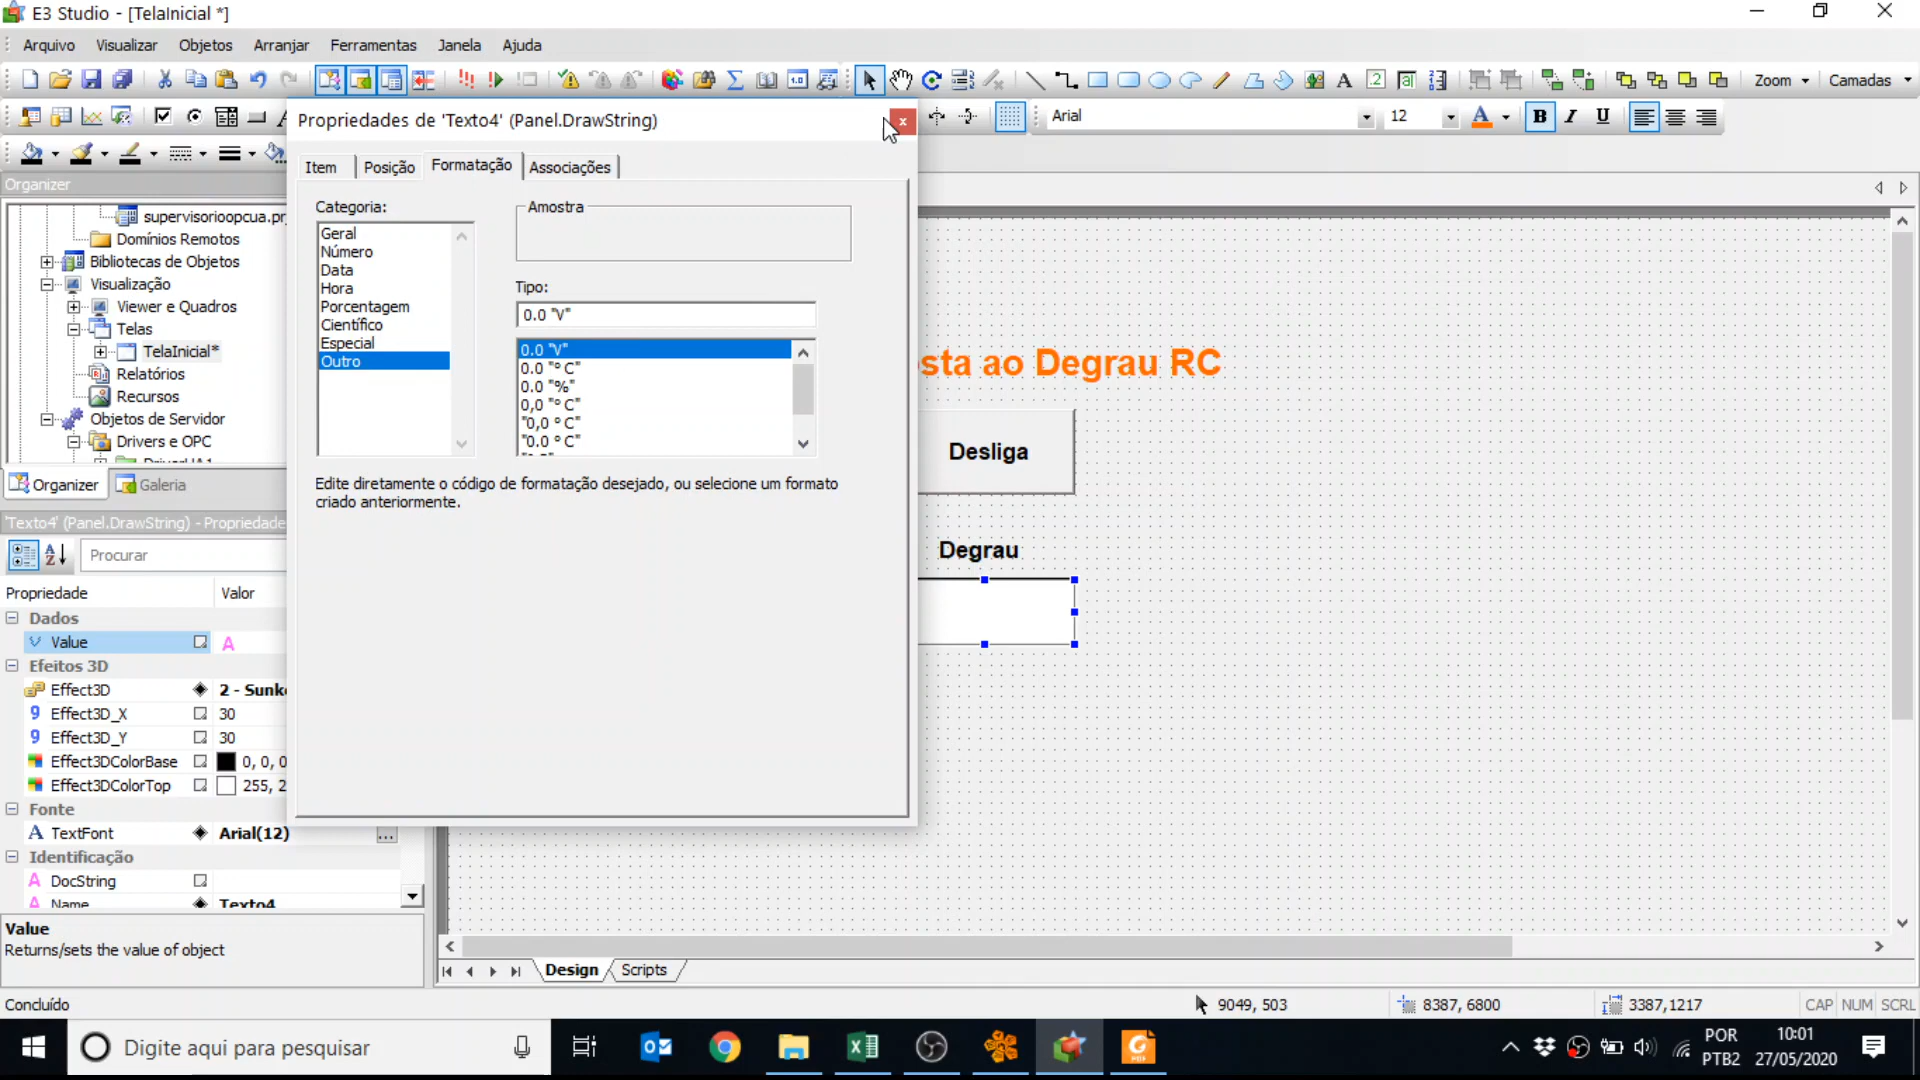 E3 Studio - [TelaInicial *]
Arquivo Visualizar Objetos Arranjar Ferramentas Janela Ajuda
Zoom Camadas
Propriedades de 'Texto4' (Panel.DrawString)
x
Arial 12 B I U
Item Posição Formatação Associações
Organizer
supervisorioopcua.prj
Domínios Remotos
Bibliotecas de Objetos
Visualização
Viewer e Quadros
Telas
TelaInicial*
Relatórios
Recursos
Objetos de Servidor
Drivers e OPC
Organizer Galeria
Categoria:
Geral
Número
Data
Hora
Porcentagem
Científico
Especial
Outro
Amostra
Tipo:
0.0 "V"
0.0 "V"
0.0 "º C"
0.0 "%"
0,0 "º C"
"0,0 º C"
"0.0 º C"
Edite diretamente o código de formatação desejado, ou selecione um formato
criado anteriormente.
sta ao Degrau RC
Desliga
Degrau
'Texto4' (Panel.DrawString) - Propriedade
Procurar
Propriedade Valor
Dados
Value
Efeitos 3D
Effect3D 2 - Sunke
Effect3D_X 30
Effect3D_Y 30
Effect3DColorBase 0, 0, 0
Effect3DColorTop 255, 2
Fonte
TextFont Arial(12) ...
Identificação
DocString
Name Texto4
Value
Returns/sets the value of object
Design Scripts
Concluído
9049, 503
8387, 6800
3387,1217
CAP NUM SCRL
Digite aqui para pesquisar
POR
PTB2
10:01
27/05/2020